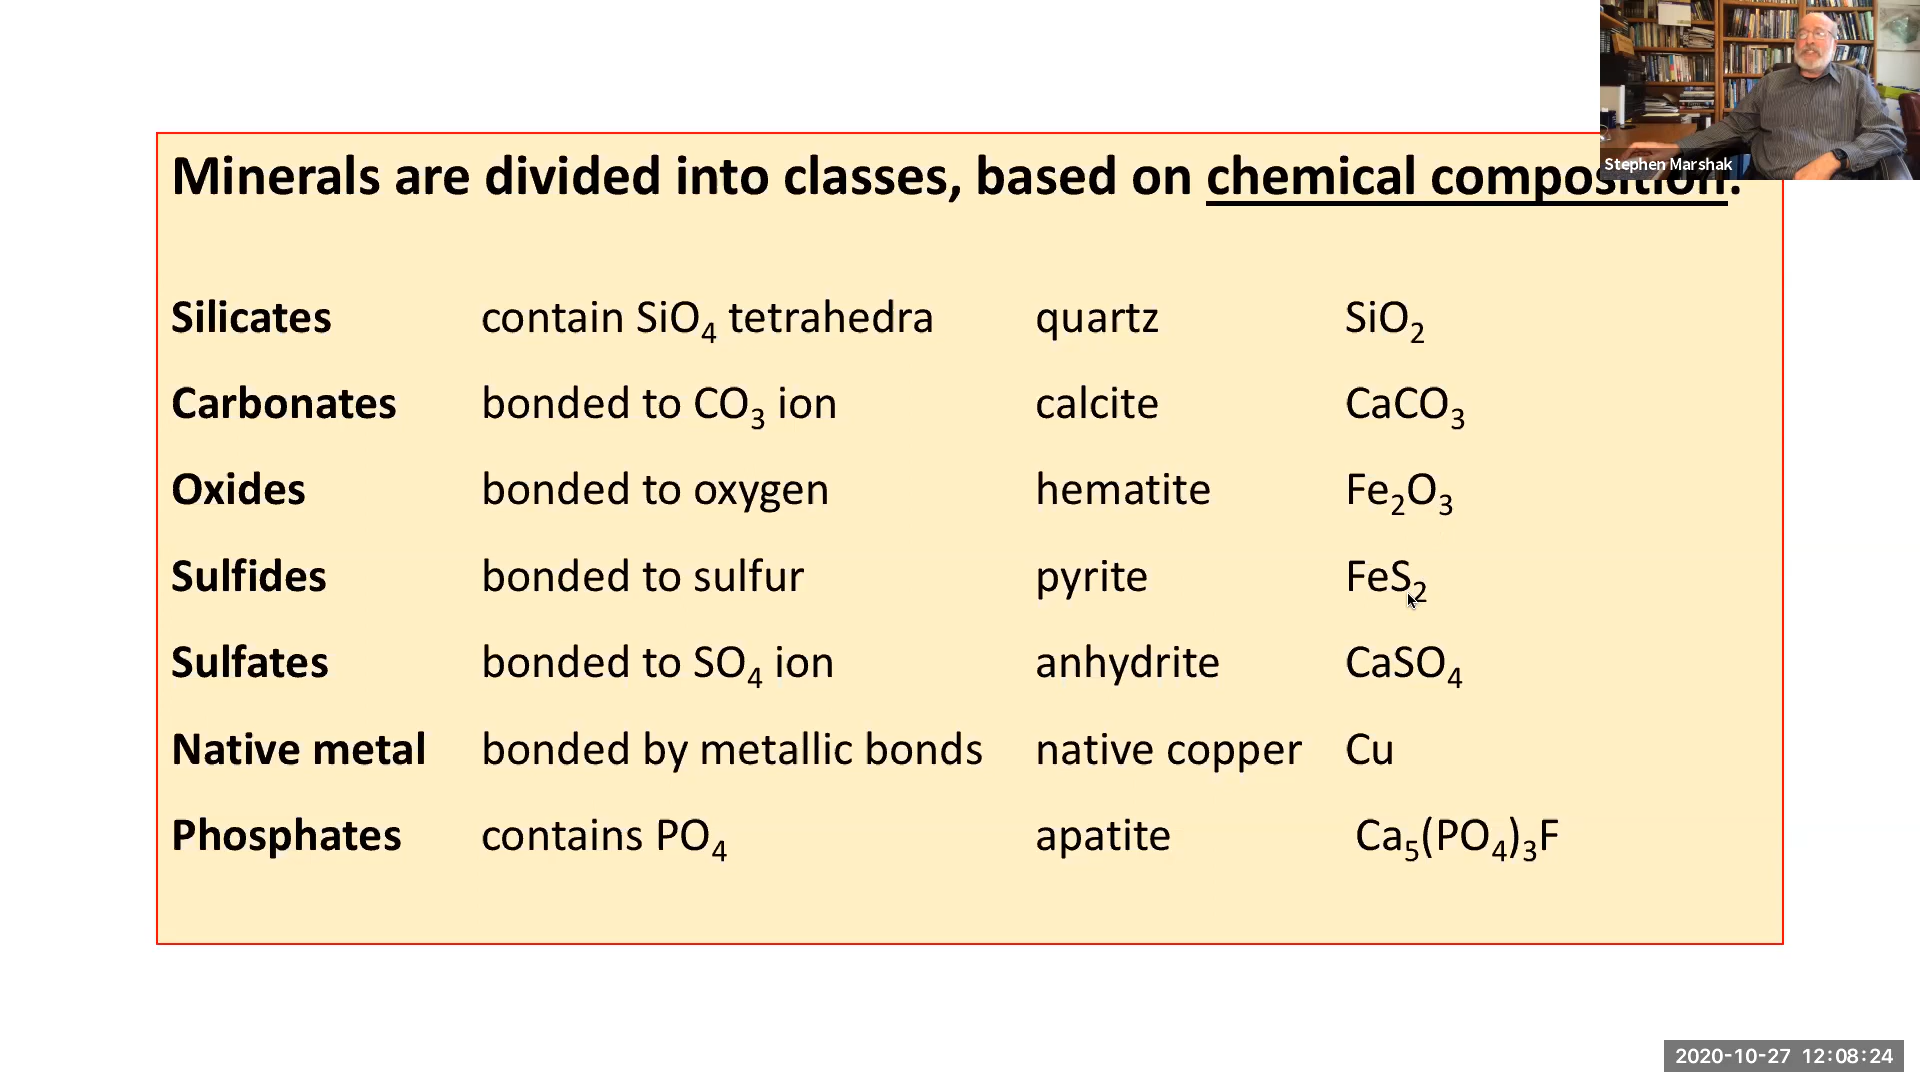 Stephen Marshak
Minerals are divided into classes, based on chemical composition.
Silicates contain SiO₄ tetrahedra quartz SiO₂
Carbonates bonded to CO₃ ion calcite CaCO₃
Oxides bonded to oxygen hematite Fe₂O₃
Sulfides bonded to sulfur pyrite FeS₂
Sulfates bonded to SO₄ ion anhydrite CaSO₄
Native metal bonded by metallic bonds native copper Cu
Phosphates contains PO₄ apatite Ca₅(PO₄)₃F
2020-10-27 12:08:24